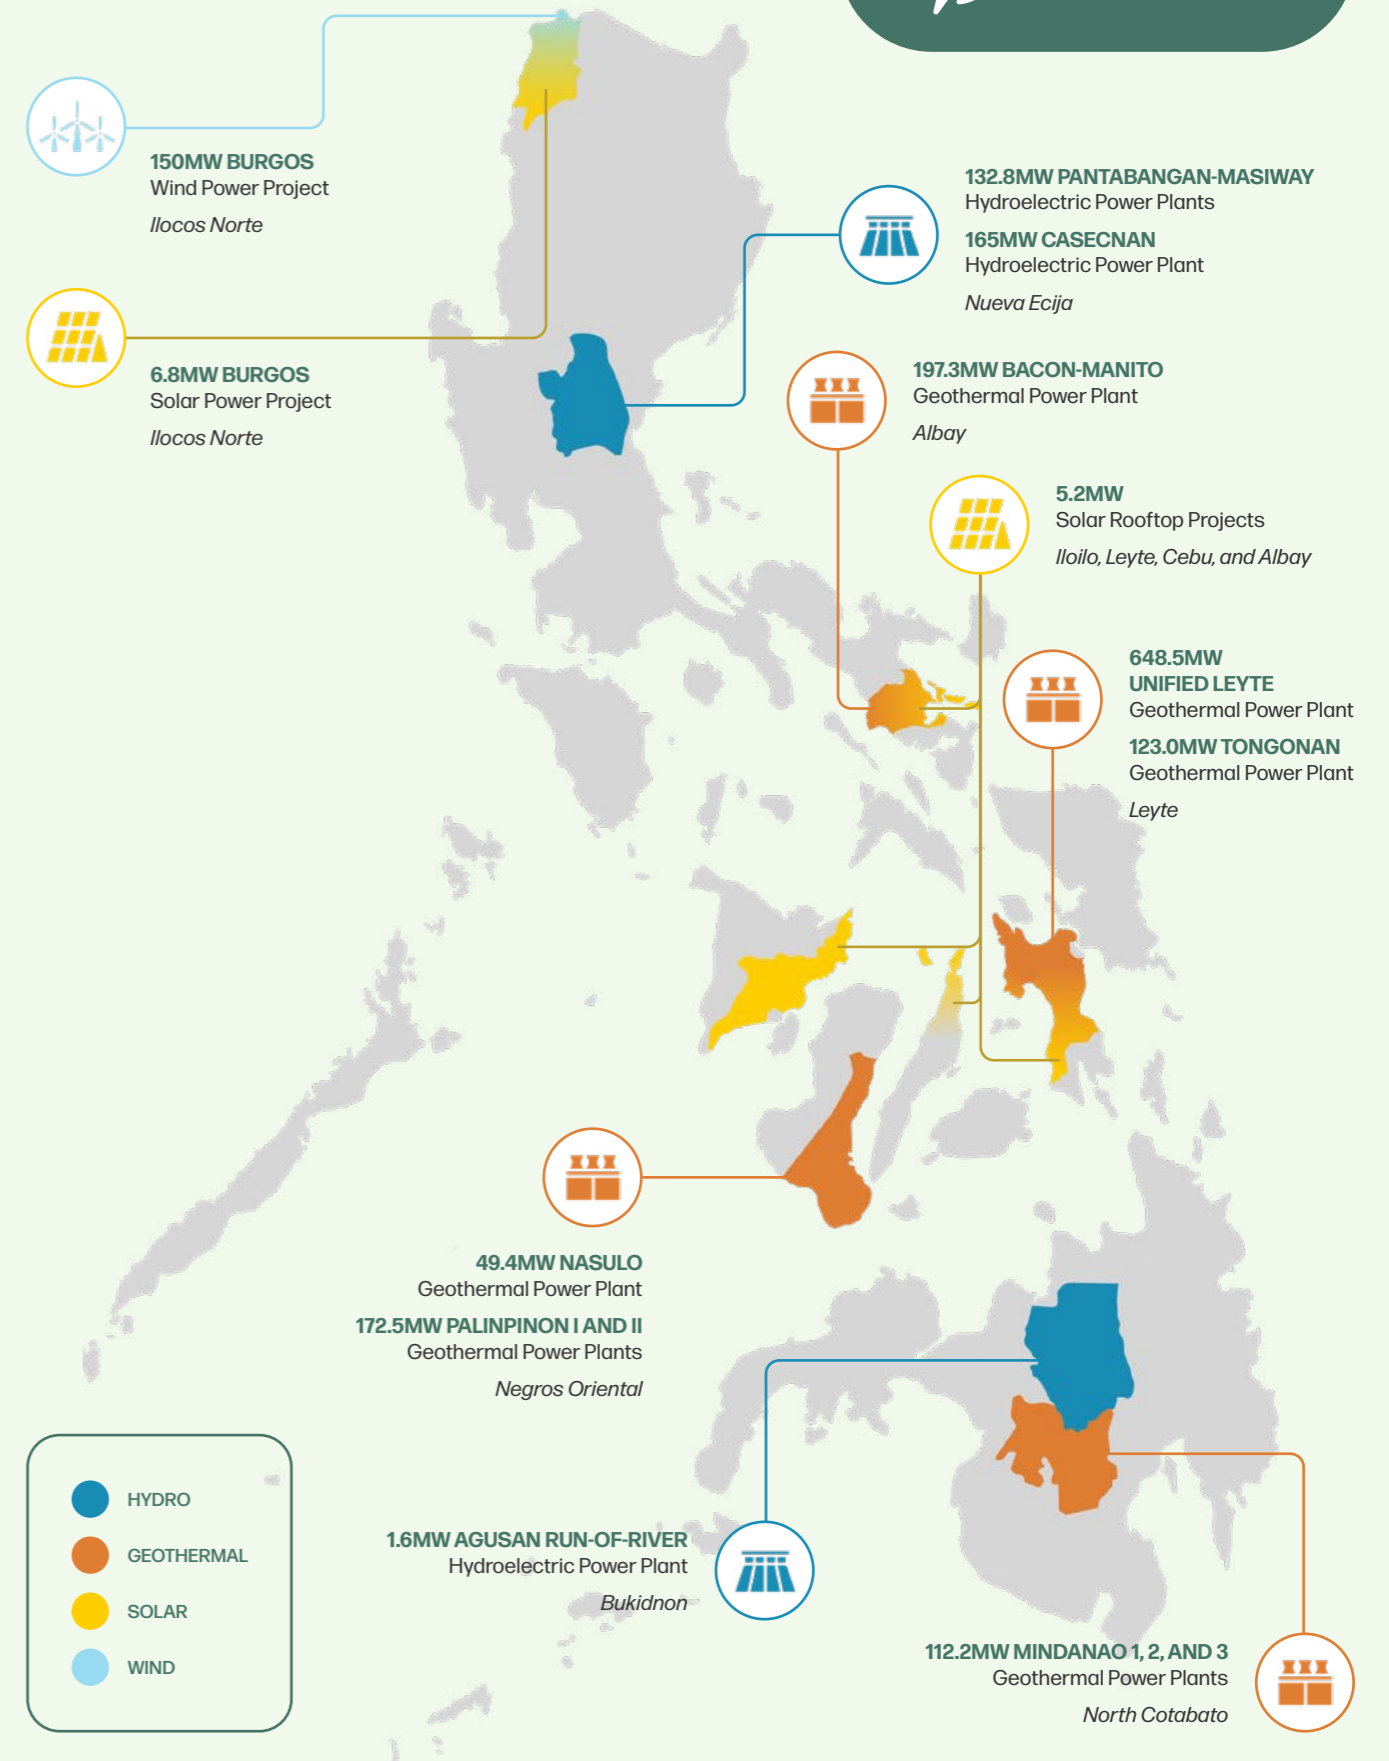 150MW BURGOS
Wind Power Project
Ilocos Norte
6.8MW BURGOS
Solar Power Project
Ilocos Norte
132.8MW PANTABANGAN-MASIWAY
Hydroelectric Power Plants
165MW CASECNAN
Hydroelectric Power Plant
Nueva Ecija
197.3MW BACON-MANITO
Geothermal Power Plant
Albay
5.2MW
Solar Rooftop Projects
Iloilo, Leyte, Cebu, and Albay
648.5MW
UNIFIED LEYTE
Geothermal Power Plant
123.0MW TONGONAN
Geothermal Power Plant
Leyte
49.4MW NASULO
Geothermal Power Plant
172.5MW PALINPINON I AND II
Geothermal Power Plants
Negros Oriental
1.6MW AGUSAN RUN-OF-RIVER
Hydroelectric Power Plant
Bukidnon
112.2MW MINDANAO 1, 2, AND 3
Geothermal Power Plants
North Cotabato
HYDRO
GEOTHERMAL
SOLAR
WIND